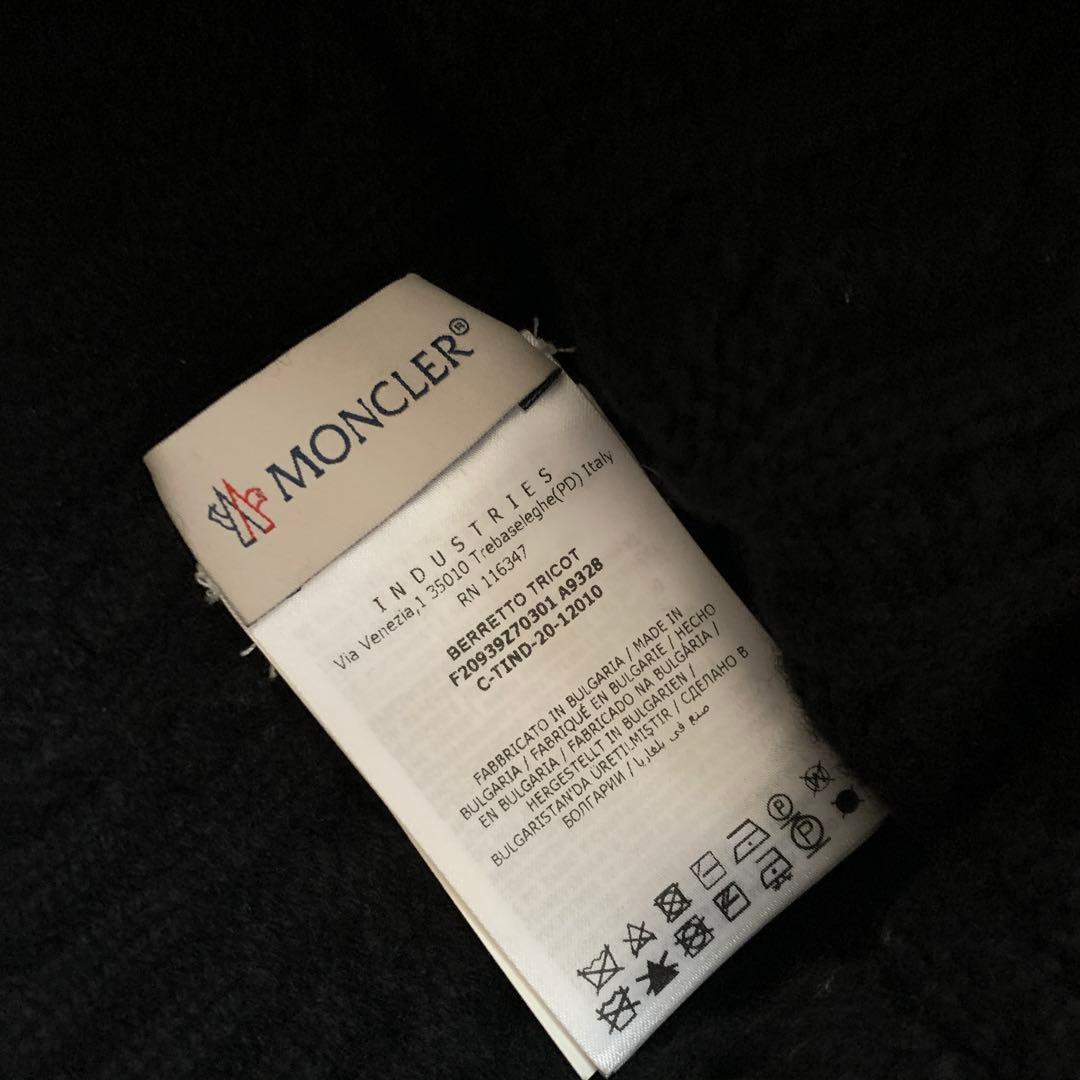 MONCLER®
INDUSTRIES
Via Venezia,1 35010 Trebaseleghe(PD) Italy
RN 116347
BERRETTO TRICOT
F20939Z70301 A9328
C-TIND-20-12010
FABBRICATO IN BULGARIA / MADE IN
BULGARIA / FABRIQUÉ EN BULGARIE / HECHO
EN BULGARIA / FABRICADO NA BULGÁRIA /
HERGESTELLT IN BULGARIEN /
BULGARISTAN'DA ÜRETİLMİŞTİR / СДЕЛАНО В
БОЛГАРИИ / صنع في بلغاريا
P W
P